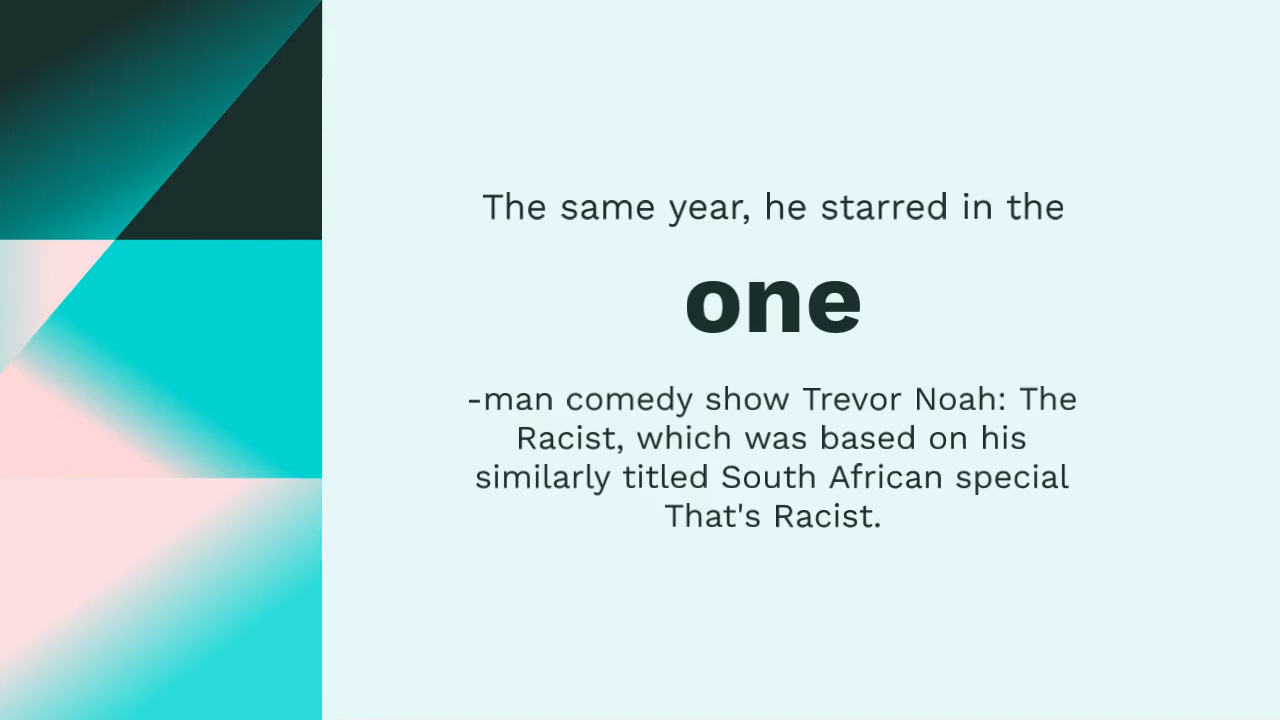 The same year, he starred in the
one
-man comedy show Trevor Noah: The
Racist, which was based on his
similarly titled South African special
That's Racist.